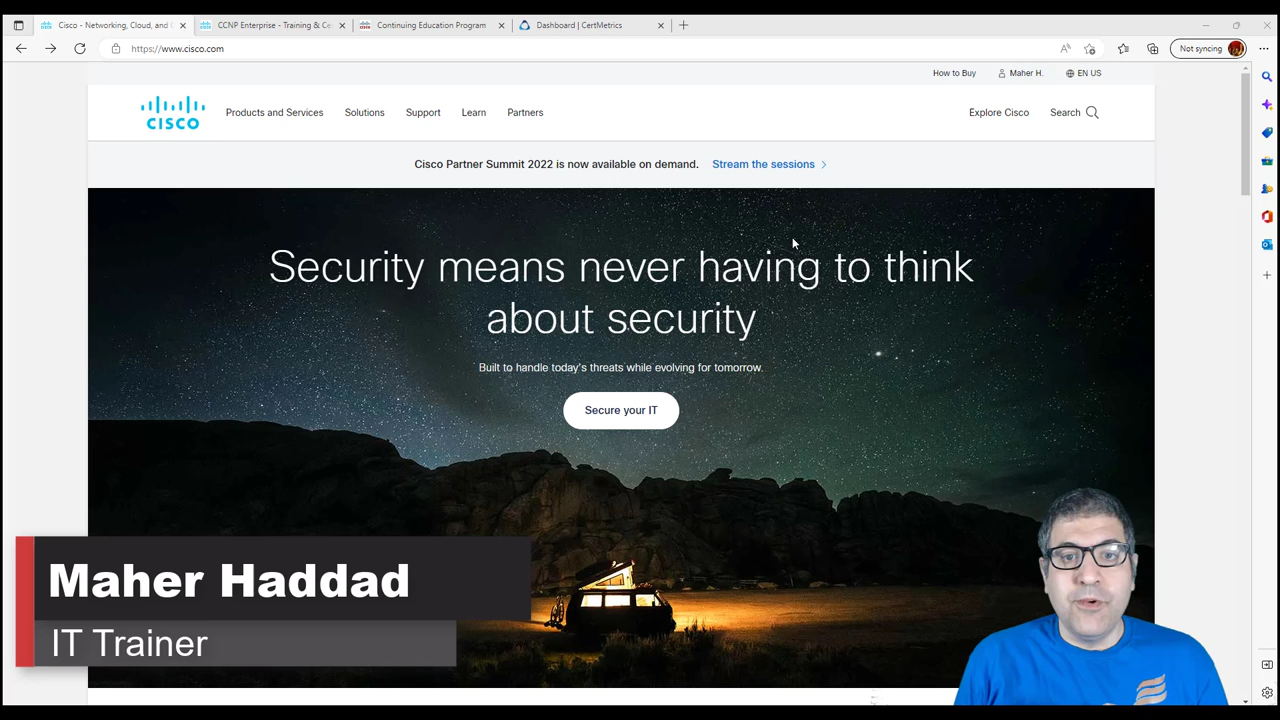 Cisco - Networking, Cloud, and C
CCNP Enterprise - Training & Ce
Continuing Education Program
Dashboard | CertMetrics
https://www.cisco.com
Not syncing
How to Buy
Maher H.
EN US
CISCO
Products and Services
Solutions
Support
Learn
Partners
Explore Cisco
Search
Cisco Partner Summit 2022 is now available on demand. Stream the sessions
Security means never having to think
about security
Built to handle today's threats while evolving for tomorrow.
Secure your IT
Maher Haddad
IT Trainer